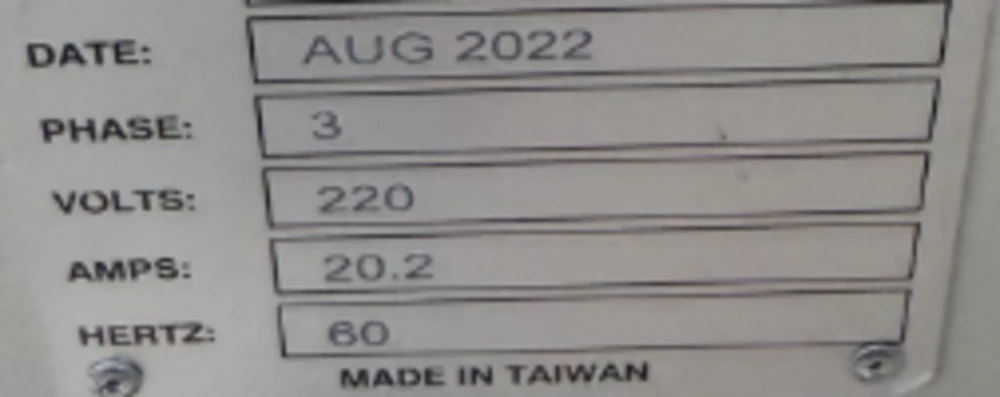 DATE: AUG 2022
PHASE: 3
VOLTS: 220
AMPS: 20.2
HERTZ: 60
MADE IN TAIWAN